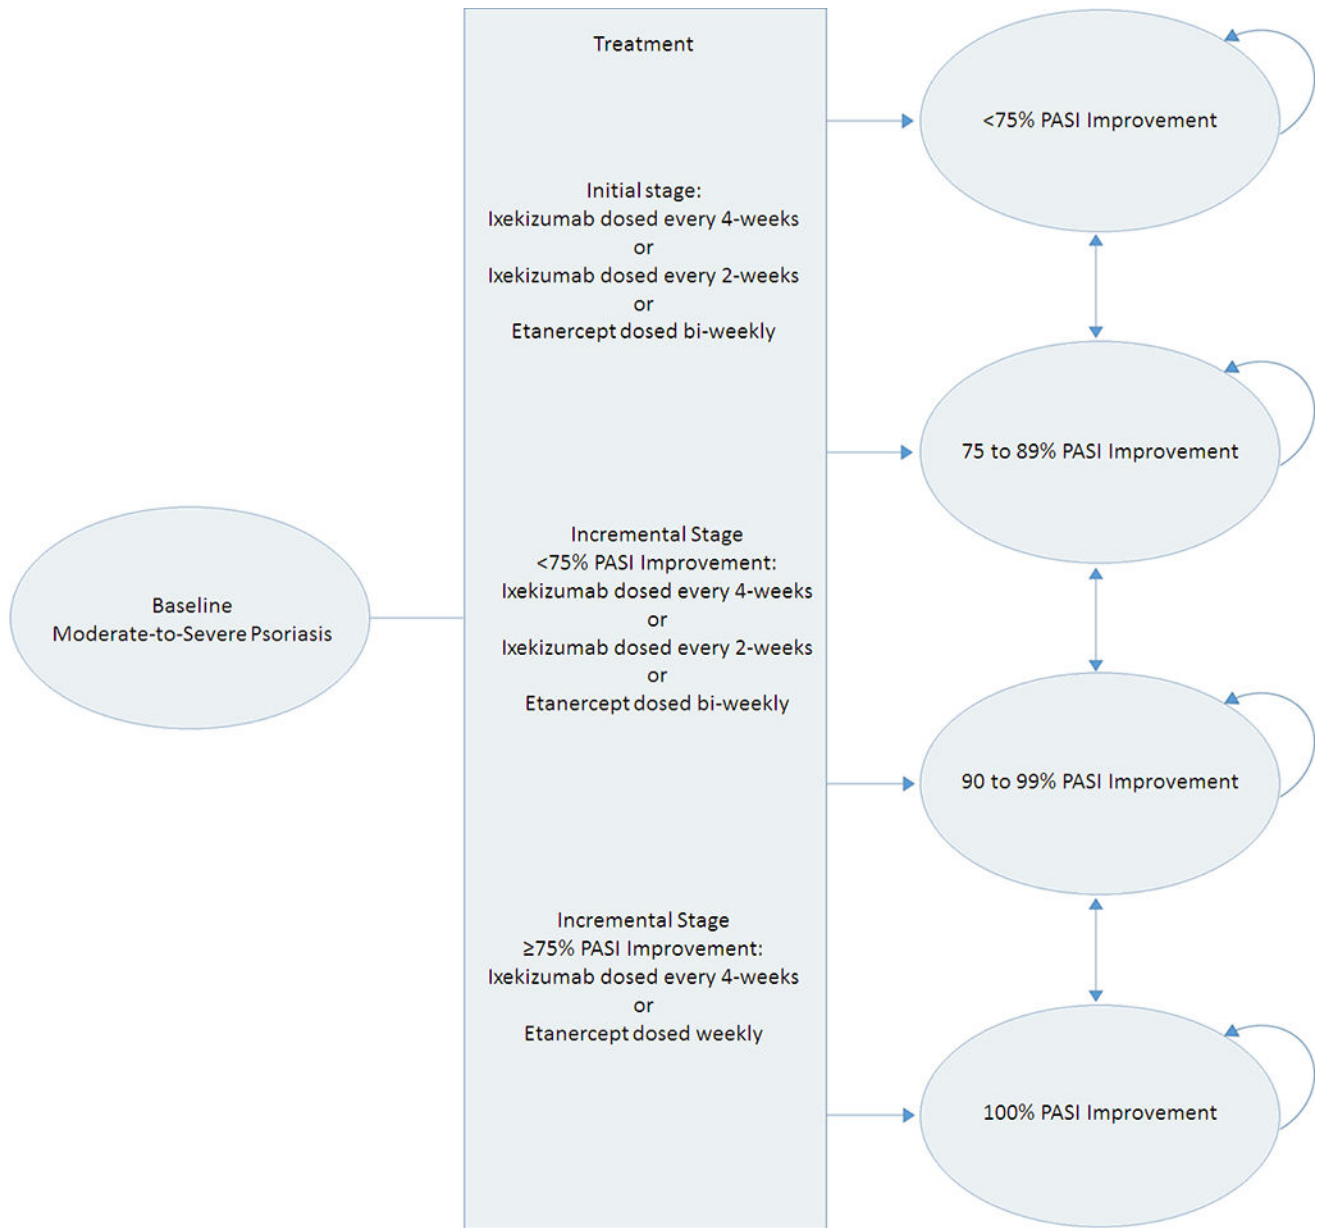 Baseline
Moderate-to-Severe Psoriasis
Treatment
Initial stage:
Ixekizumab dosed every 4-weeks
or
Ixekizumab dosed every 2-weeks
or
Etanercept dosed bi-weekly
Incremental Stage
<75% PASI Improvement:
Ixekizumab dosed every 4-weeks
or
Ixekizumab dosed every 2-weeks
or
Etanercept dosed bi-weekly
Incremental Stage
≥75% PASI Improvement:
Ixekizumab dosed every 4-weeks
or
Etanercept dosed weekly
<75% PASI Improvement
75 to 89% PASI Improvement
90 to 99% PASI Improvement
100% PASI Improvement